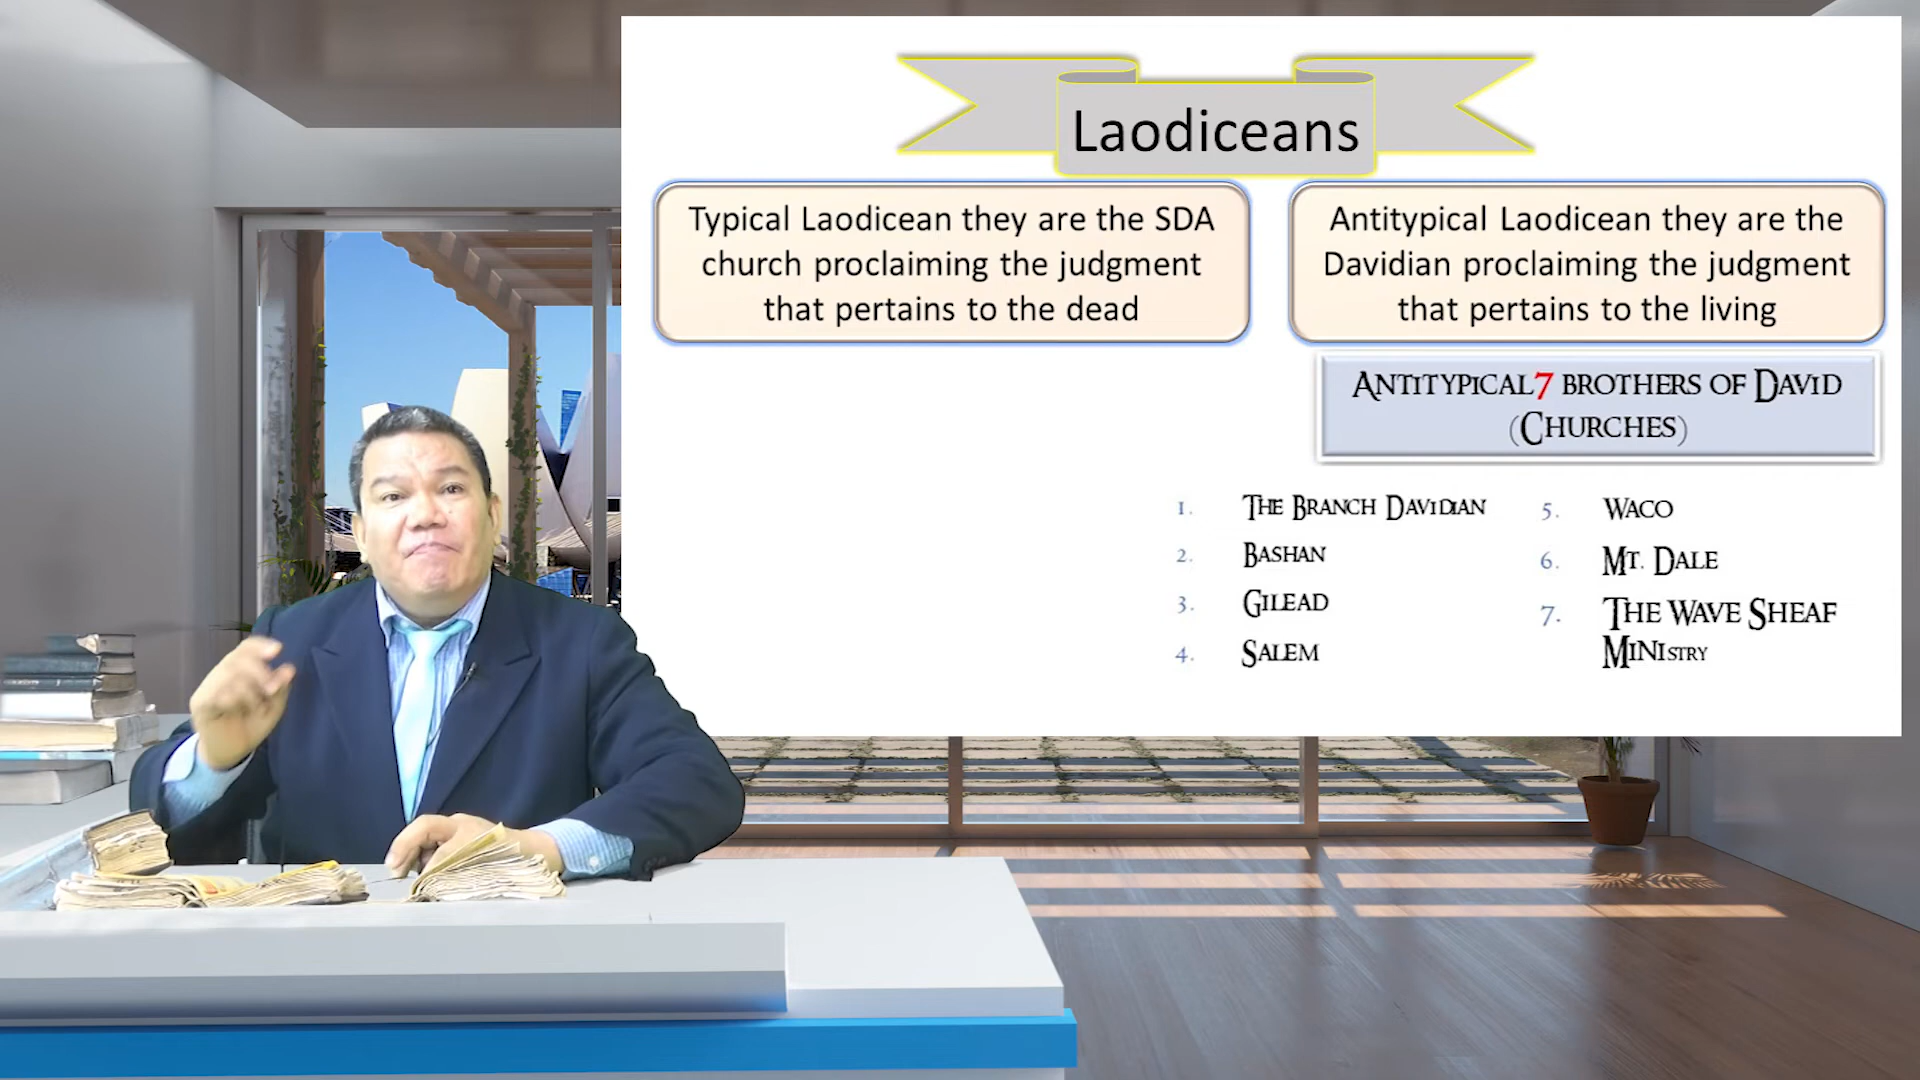 Laodiceans
Typical Laodicean they are the SDA
church proclaiming the judgment
that pertains to the dead
Antitypical Laodicean they are the
Davidian proclaiming the judgment
that pertains to the living
Antitypical 7 brothers of David
(Churches)
1. The Branch Davidian
2. Bashan
3. Gilead
4. Salem
5. Waco
6. Mt. Dale
7. The Wave Sheaf
Ministry